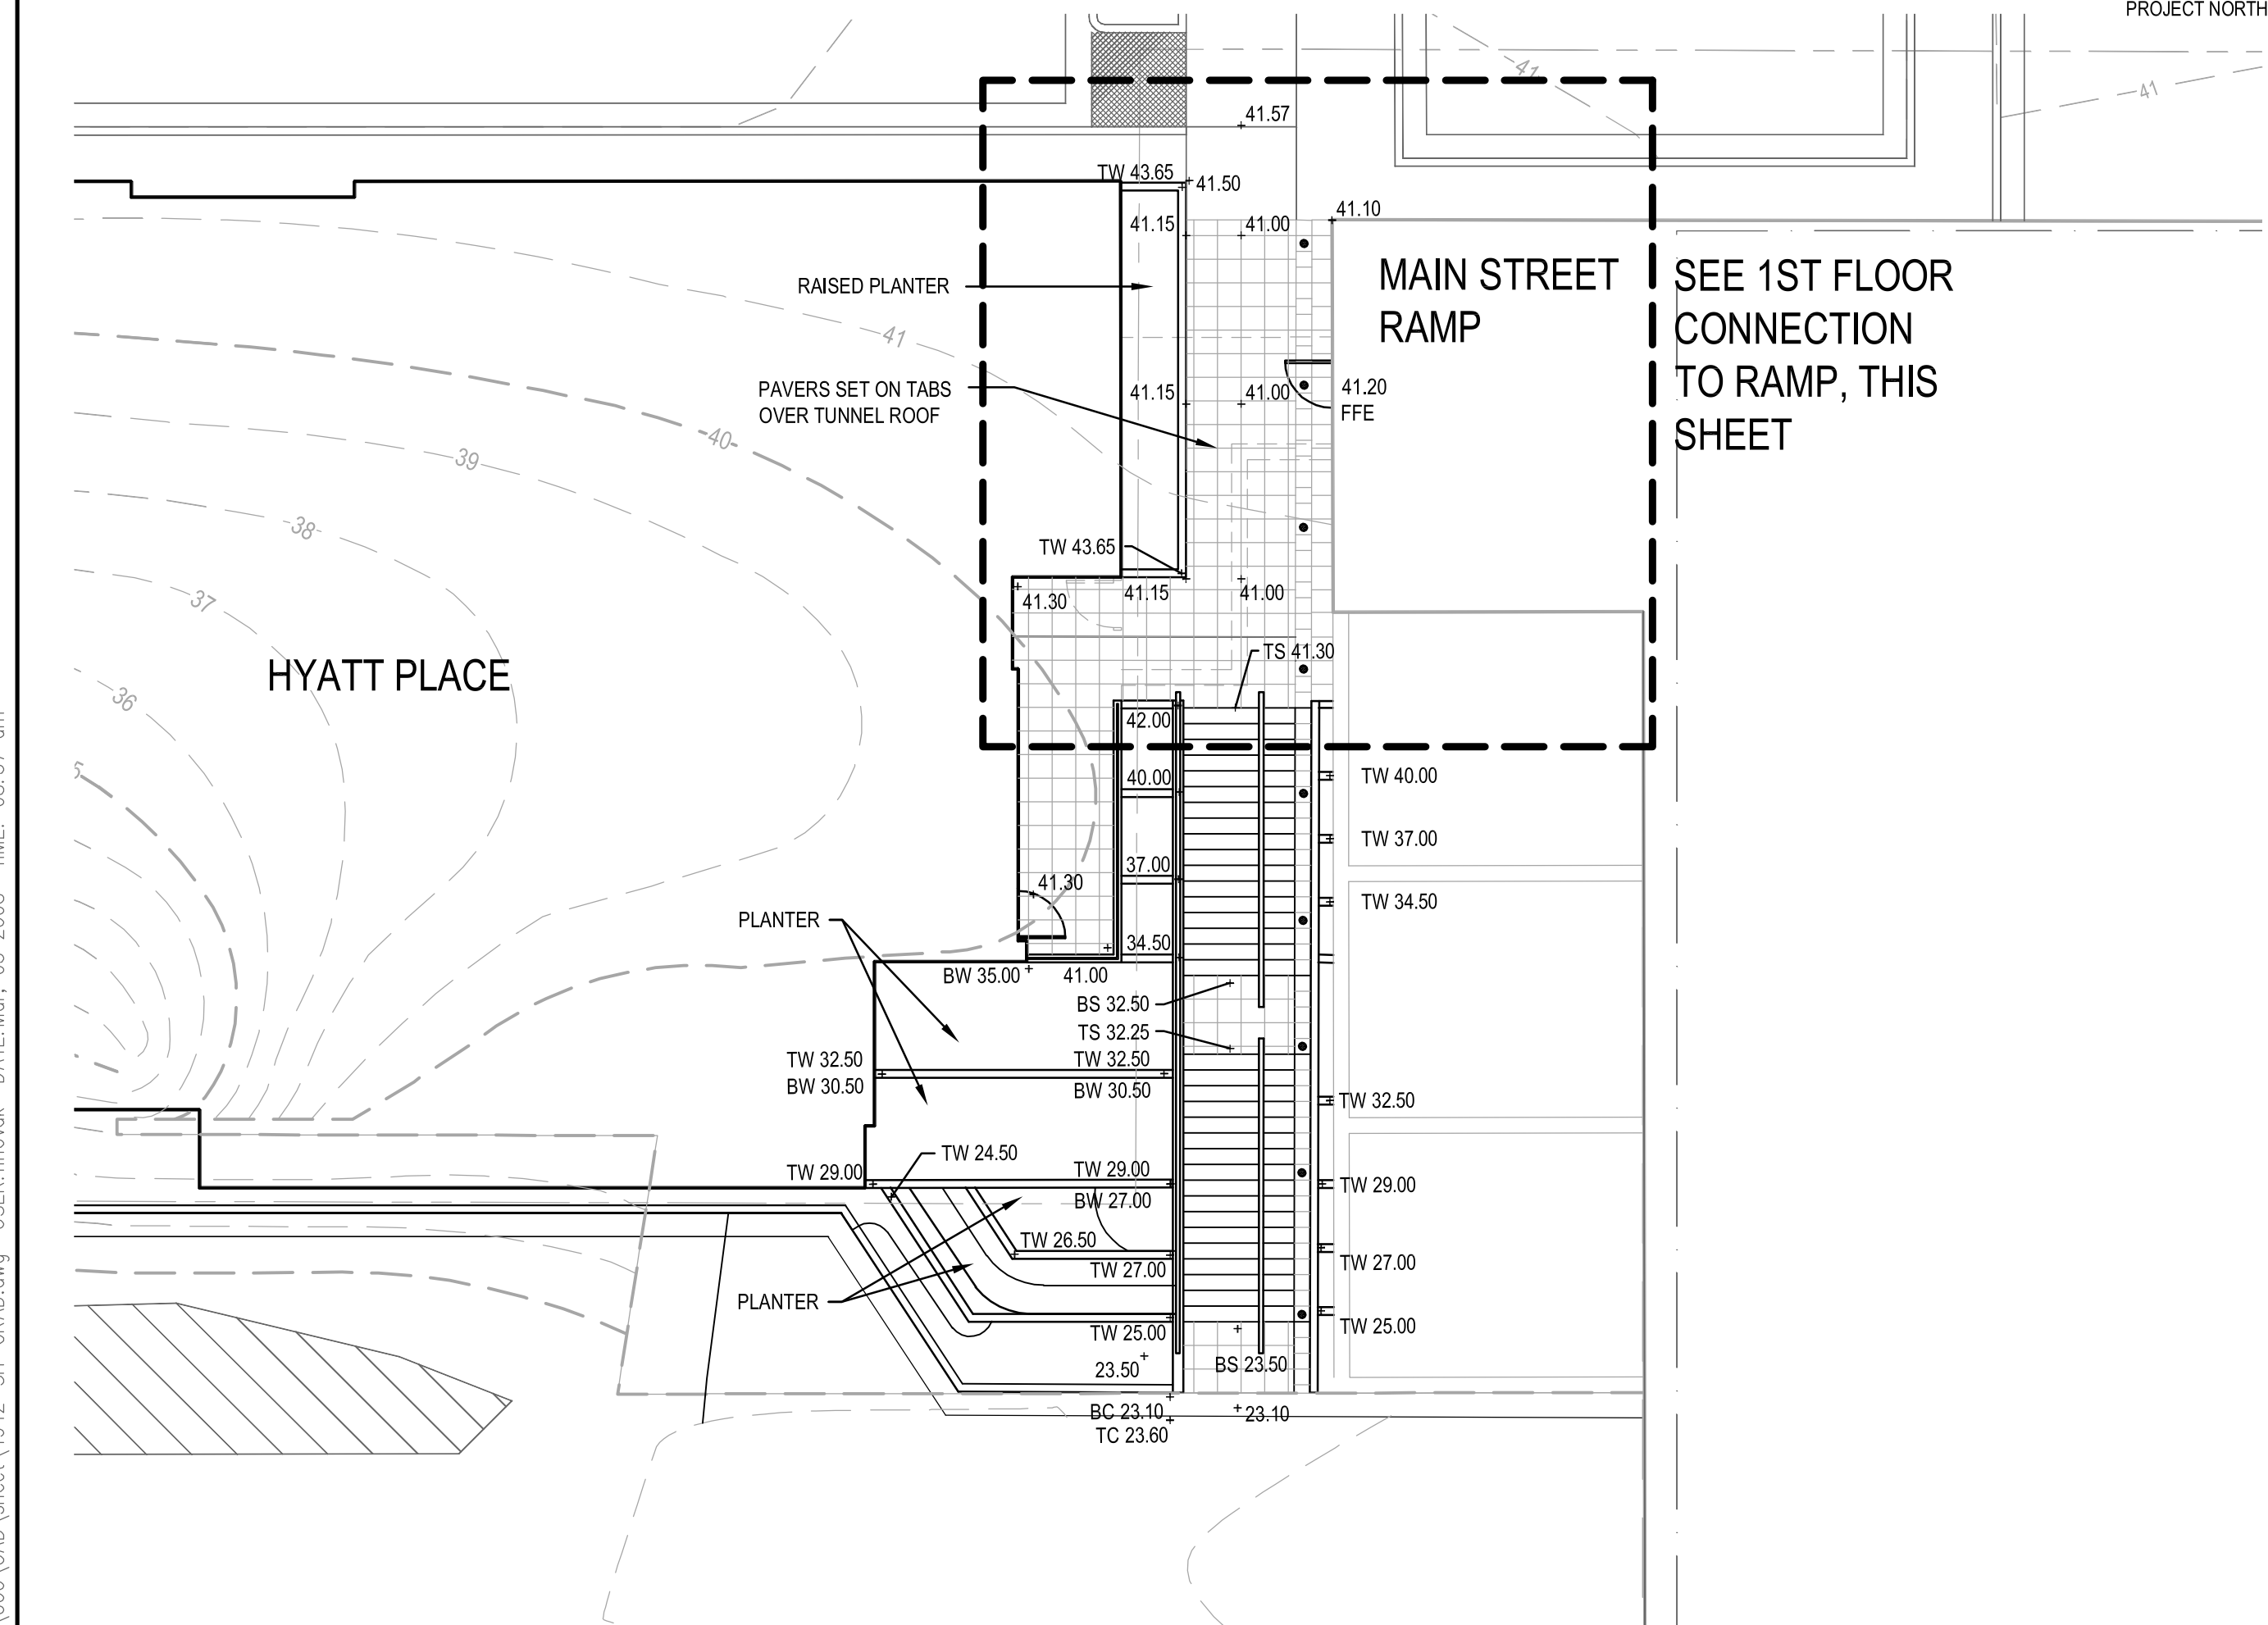 PROJECT NORTH
41
41
41.57
TW 43.65
41.50
41.10
41.15
41.00
MAIN STREET
RAMP
SEE 1ST FLOOR
CONNECTION
TO RAMP, THIS
SHEET
RAISED PLANTER
41
PAVERS SET ON TABS
OVER TUNNEL ROOF
41.15
41.00
41.20
FFE
40
39
38
TW 43.65
41.30
41.15
41.00
37
HYATT PLACE
TS 41.30
36
42.00
40.00
TW 40.00
TW 37.00
37.00
41.30
TW 34.50
PLANTER
34.50
BW 35.00
41.00
BS 32.50
TS 32.25
TW 32.50
BW 30.50
TW 32.50
BW 30.50
TW 32.50
TW 24.50
TW 29.00
TW 29.00
BW 27.00
TW 29.00
TW 26.50
TW 27.00
TW 27.00
PLANTER
TW 25.00
TW 25.00
23.50
BS 23.50
BC 23.10
TC 23.60
23.10